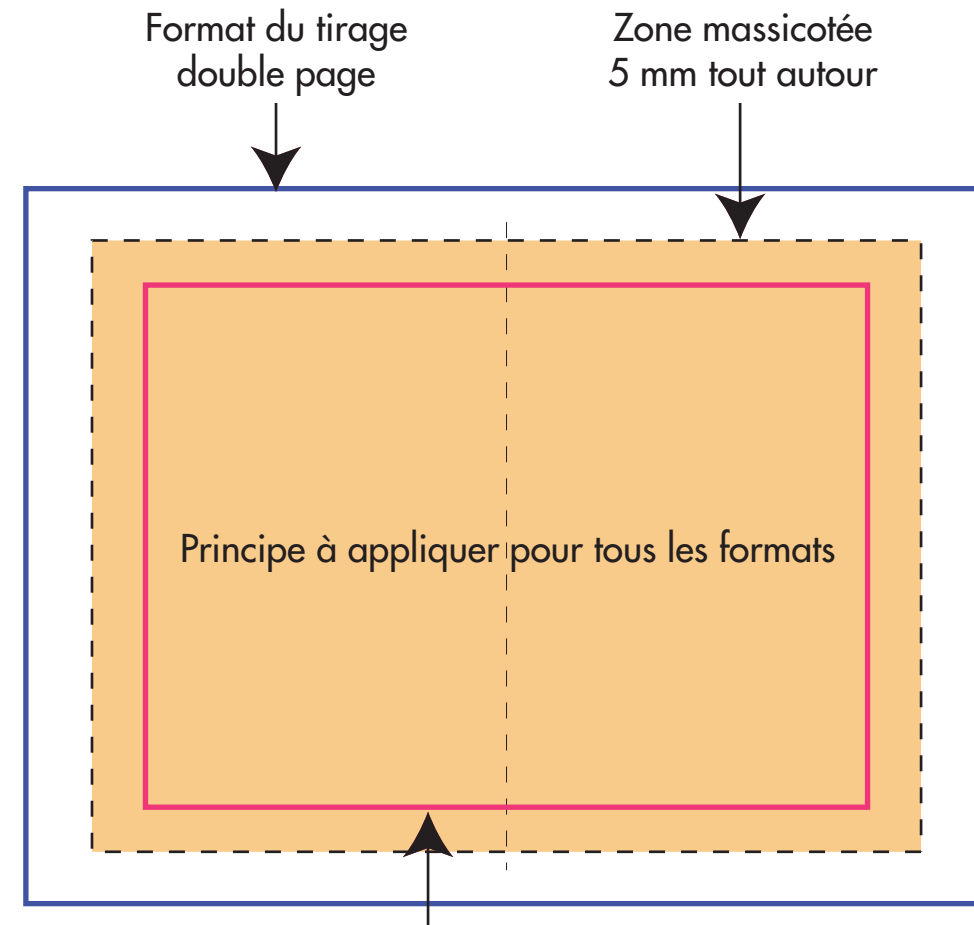 Format du tirage
double page
Zone massicotée
5 mm tout autour
Principe à appliquer pour tous les formats